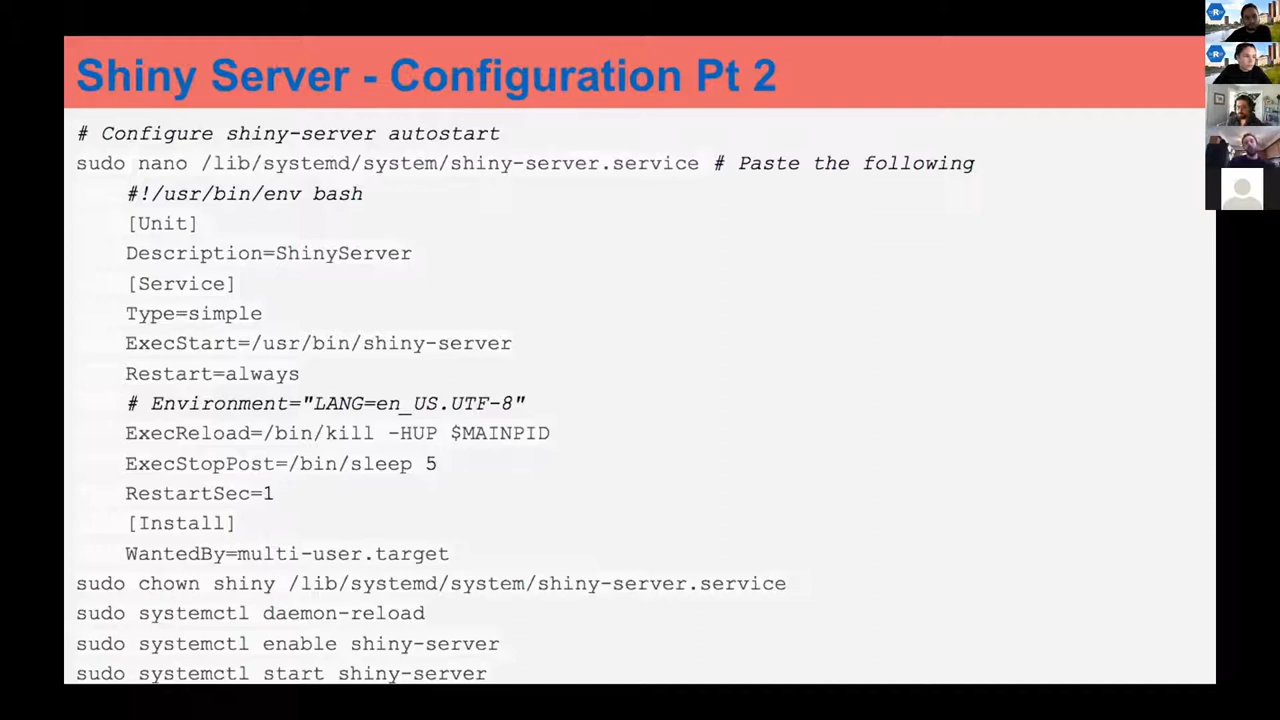 Shiny Server - Configuration Pt 2
# Configure shiny-server autostart
sudo nano /lib/systemd/system/shiny-server.service # Paste the following
#!/usr/bin/env bash
[Unit]
Description=ShinyServer
[Service]
Type=simple
ExecStart=/usr/bin/shiny-server
Restart=always
# Environment="LANG=en_US.UTF-8"
ExecReload=/bin/kill -HUP $MAINPID
ExecStopPost=/bin/sleep 5
RestartSec=1
[Install]
WantedBy=multi-user.target
sudo chown shiny /lib/systemd/system/shiny-server.service
sudo systemctl daemon-reload
sudo systemctl enable shiny-server
sudo systemctl start shiny-server
R
R